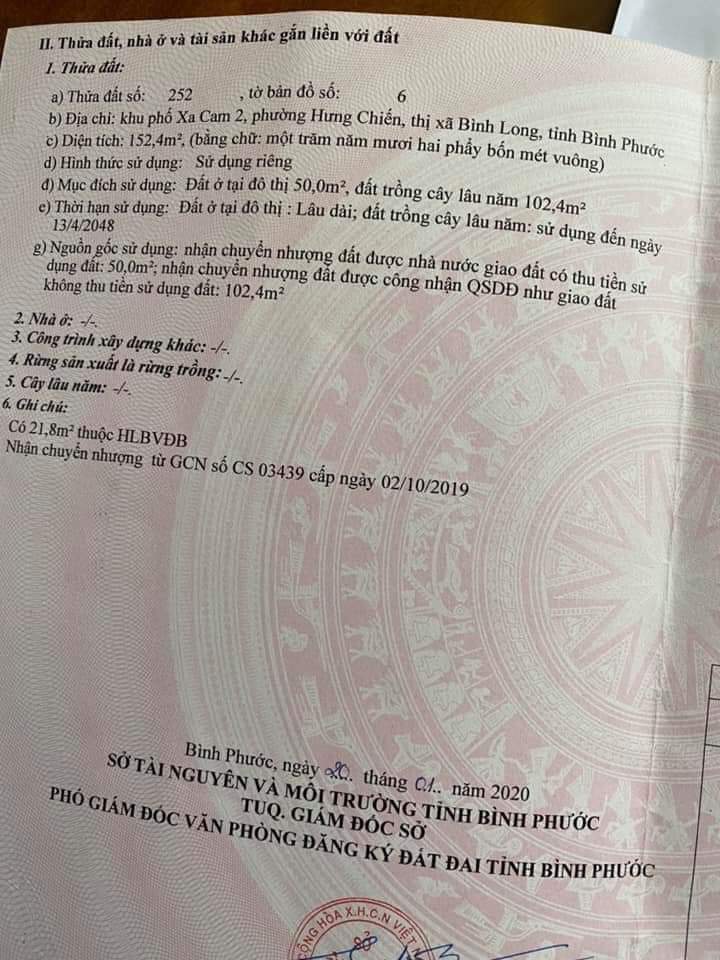 II. Thửa đất, nhà ở và tài sản khác gắn liền với đất
1. Thửa đất:
a) Thửa đất số: 252 , tờ bản đồ số: 6
b) Địa chỉ: khu phố Xa Cam 2, phường Hưng Chiến, thị xã Bình Long, tỉnh Bình Phước
c) Diện tích: 152,4m², (bằng chữ: một trăm năm mươi hai phẩy bốn mét vuông)
d) Hình thức sử dụng: Sử dụng riêng
đ) Mục đích sử dụng: Đất ở tại đô thị 50,0m², đất trồng cây lâu năm 102,4m²
e) Thời hạn sử dụng: Đất ở tại đô thị : Lâu dài; đất trồng cây lâu năm: sử dụng đến ngày
13/4/2048
g) Nguồn gốc sử dụng: nhận chuyển nhượng đất được nhà nước giao đất có thu tiền sử
dụng đất: 50,0m²; nhận chuyển nhượng đất được công nhận QSDĐ như giao đất
không thu tiền sử dụng đất: 102,4m²
2. Nhà ở: -/-.
3. Công trình xây dựng khác: -/-.
4. Rừng sản xuất là rừng trồng: -/-.
5. Cây lâu năm: -/-.
6. Ghi chú:
Có 21,8m² thuộc HLBVĐB
Nhận chuyển nhượng từ GCN số CS 03439 cấp ngày 02/10/2019
Bình Phước, ngày 20. tháng 01.. năm 2020
SỞ TÀI NGUYÊN VÀ MÔI TRƯỜNG TỈNH BÌNH PHƯỚC
TUQ. GIÁM ĐỐC SỞ
PHÓ GIÁM ĐỐC VĂN PHÒNG ĐĂNG KÝ ĐẤT ĐAI TỈNH BÌNH PHƯỚC
CỘNG HÒA X.H.C.N VIỆT